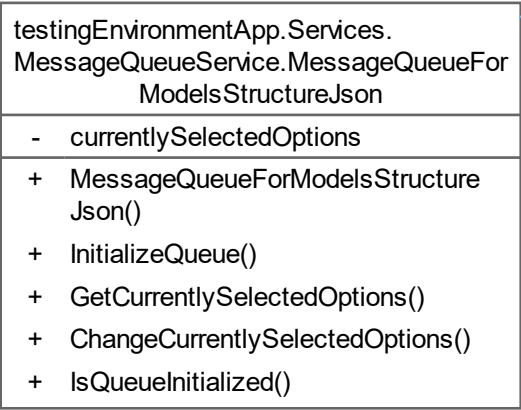 testingEnvironmentApp.Services.
MessageQueueService.MessageQueueFor
ModelsStructureJson
- currentlySelectedOptions
+ MessageQueueForModelsStructure
Json()
+ InitializeQueue()
+ GetCurrentlySelectedOptions()
+ ChangeCurrentlySelectedOptions()
+ IsQueueInitialized()